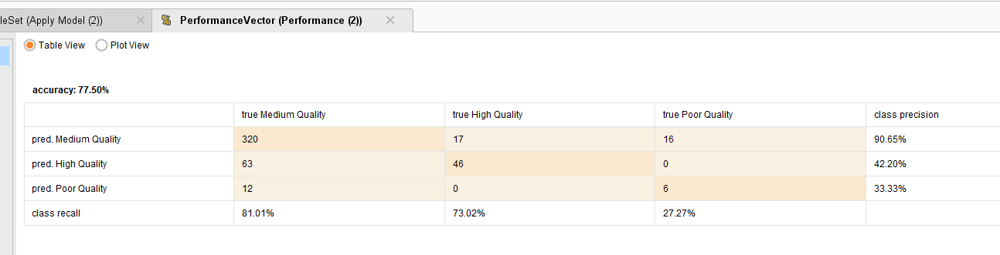 leSet (Apply Model (2)) PerformanceVector (Performance (2))
Table View Plot View
accuracy: 77.50%
true Medium Quality true High Quality true Poor Quality class precision
pred. Medium Quality 320 17 16 90.65%
pred. High Quality 63 46 0 42.20%
pred. Poor Quality 12 0 6 33.33%
class recall 81.01% 73.02% 27.27%